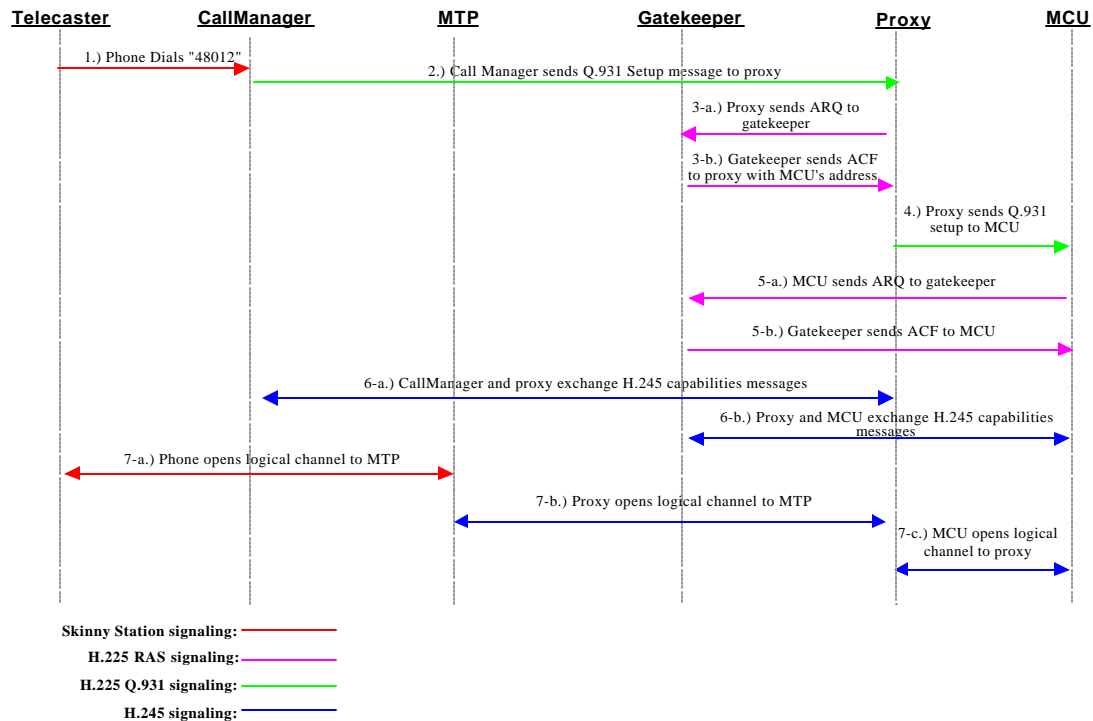 Telecaster CallManager MTP Gatekeeper Proxy MCU
1.) Phone Dials "48012"
2.) Call Manager sends Q.931 Setup message to proxy
3-a.) Proxy sends ARQ to
gatekeeper
3-b.) Gatekeeper sends ACF
to proxy with MCU's address
4.) Proxy sends Q.931
setup to MCU
5-a.) MCU sends ARQ to gatekeeper
5-b.) Gatekeeper sends ACF to MCU
6-a.) CallManager and proxy exchange H.245 capabilities messages
6-b.) Proxy and MCU exchange H.245 capabilities
messages
7-a.) Phone opens logical channel to MTP
7-b.) Proxy opens logical channel to MTP
7-c.) MCU opens logical
channel to proxy
Skinny Station signaling:
H.225 RAS signaling:
H.225 Q.931 signaling:
H.245 signaling: